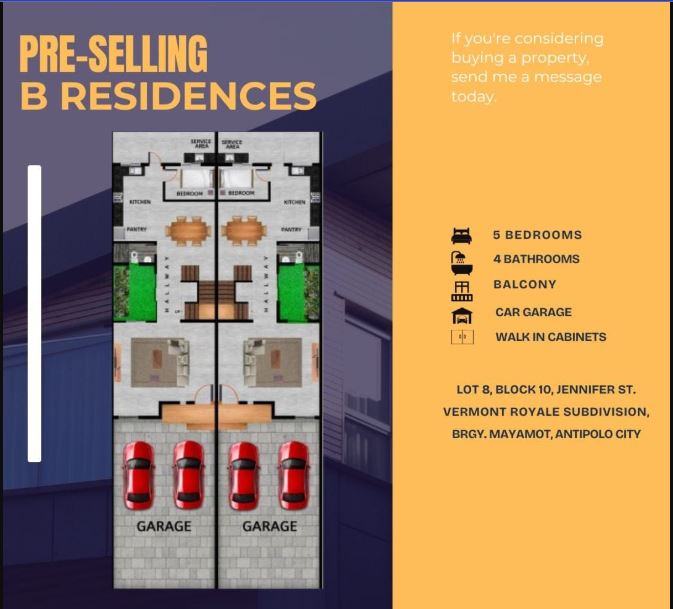 PRE-SELLING
B RESIDENCES
SERVICE
AREA
SERVICE
AREA
BEDROOM
BEDROOM
KITCHEN
KITCHEN
PANTRY
PANTRY
HALLWAY
HALLWAY
UP
GARAGE
GARAGE
If you're considering
buying a property,
send me a message
today.
5 BEDROOMS
4 BATHROOMS
BALCONY
CAR GARAGE
WALK IN CABINETS
LOT 8, BLOCK 10, JENNIFER ST.
VERMONT ROYALE SUBDIVISION,
BRGY. MAYAMOT, ANTIPOLO CITY